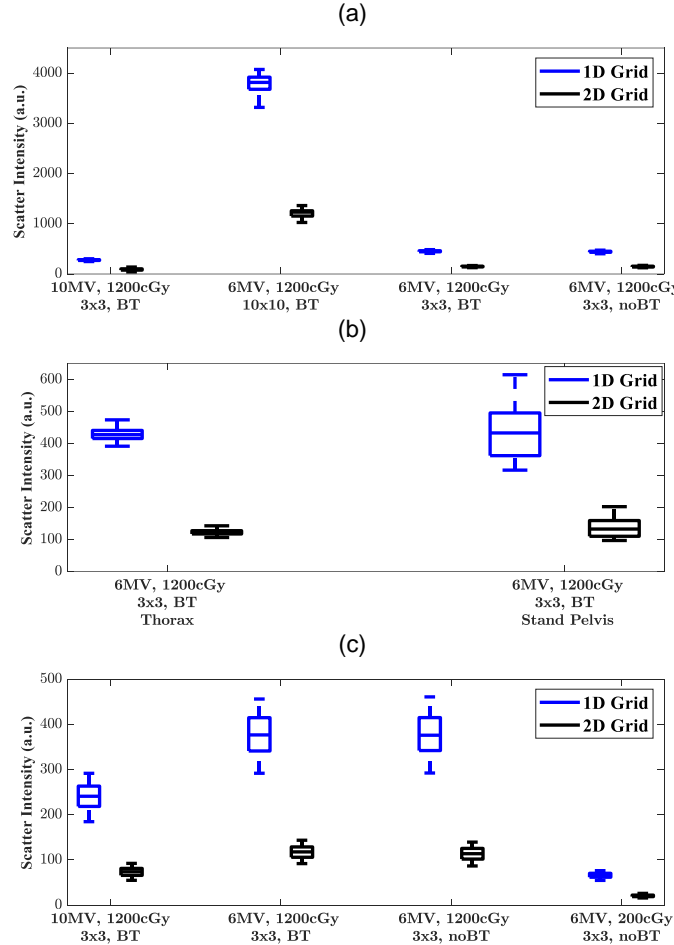 (a)
Scatter Intensity (a.u.)
4000
3000
2000
1000
0
1D Grid
2D Grid
10MV, 1200cGy
3x3, BT
6MV, 1200cGy
10x10, BT
6MV, 1200cGy
3x3, BT
6MV, 1200cGy
3x3, noBT
(b)
Scatter Intensity (a.u.)
600
500
400
300
200
100
0
1D Grid
2D Grid
6MV, 1200cGy
3x3, BT
Thorax
6MV, 1200cGy
3x3, BT
Stand Pelvis
(c)
Scatter Intensity (a.u.)
500
400
300
200
100
0
1D Grid
2D Grid
10MV, 1200cGy
3x3, BT
6MV, 1200cGy
3x3, BT
6MV, 1200cGy
3x3, noBT
6MV, 200cGy
3x3, noBT